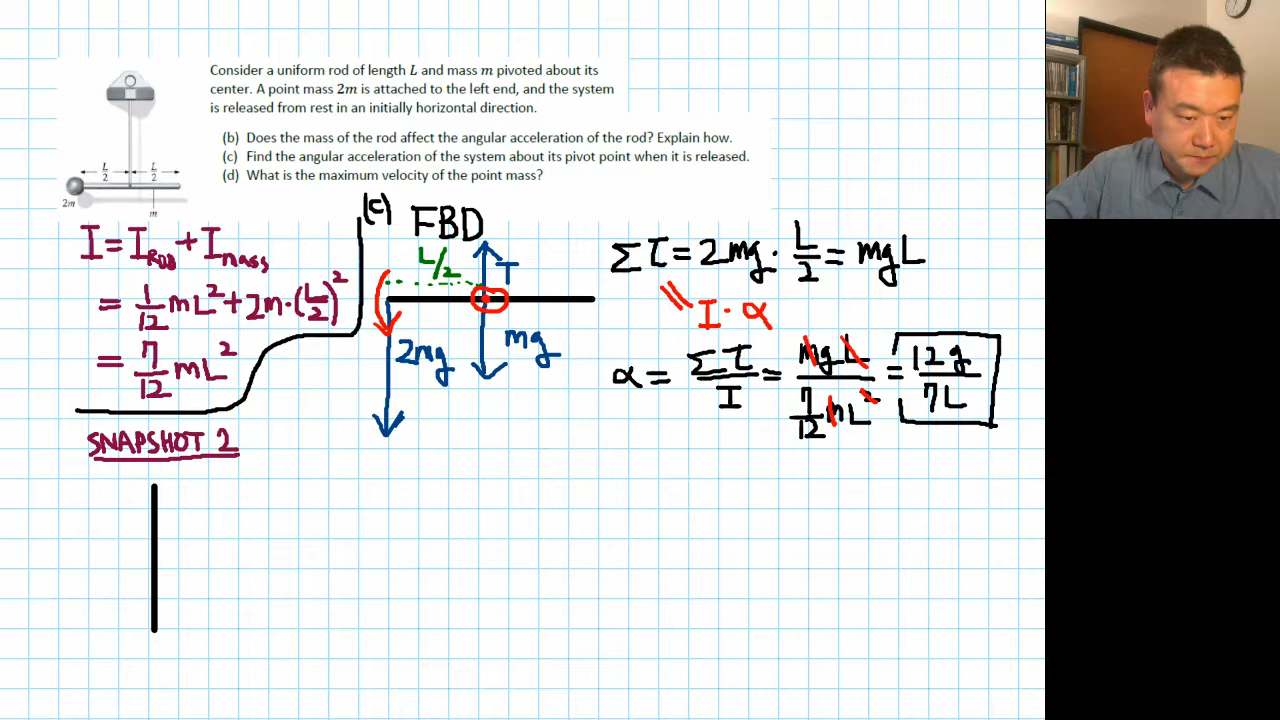 Consider a uniform rod of length L and mass m pivoted about its
center. A point mass 2m is attached to the left end, and the system
is released from rest in an initially horizontal direction.
(b) Does the mass of the rod affect the angular acceleration of the rod? Explain how.
(c) Find the angular acceleration of the system about its pivot point when it is released.
(d) What is the maximum velocity of the point mass?
L/2 L/2
2m
m
I = I_ROD + I_MASS
= 1/12 mL² + 2m·(L/2)²
= 7/12 mL²
SNAPSHOT 2
(c) FBD
L/2
T
2mg
mg
Στ = 2mg · L/2 = mgL
I · α
α = Στ/I = mgL / (7/12 mL²) = 12g/7L